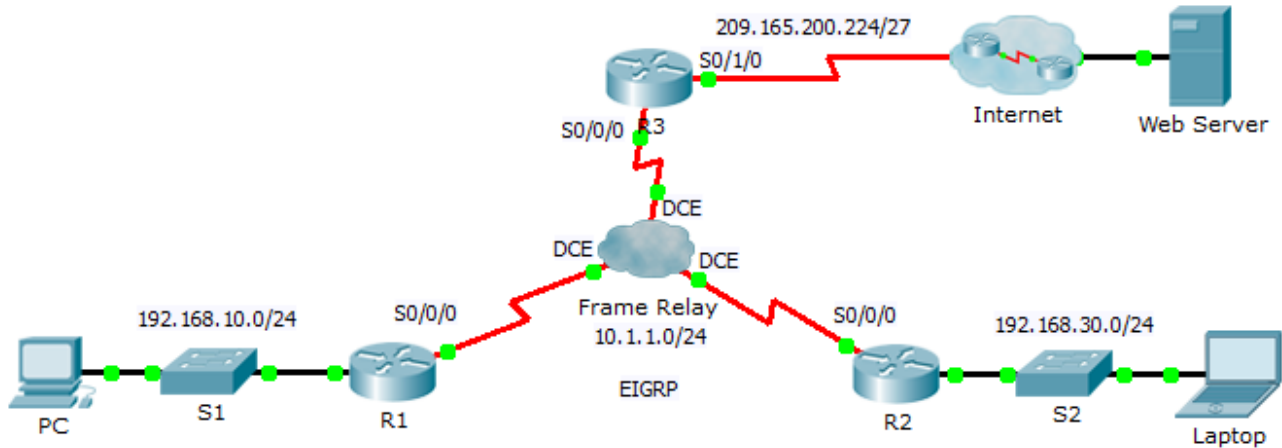 209.165.200.224/27
S0/1/0
S0/0/0
R3
Internet
Web Server
DCE
DCE
DCE
Frame Relay
10.1.1.0/24
EIGRP
192.168.10.0/24
S0/0/0
S0/0/0
192.168.30.0/24
PC
S1
R1
R2
S2
Laptop